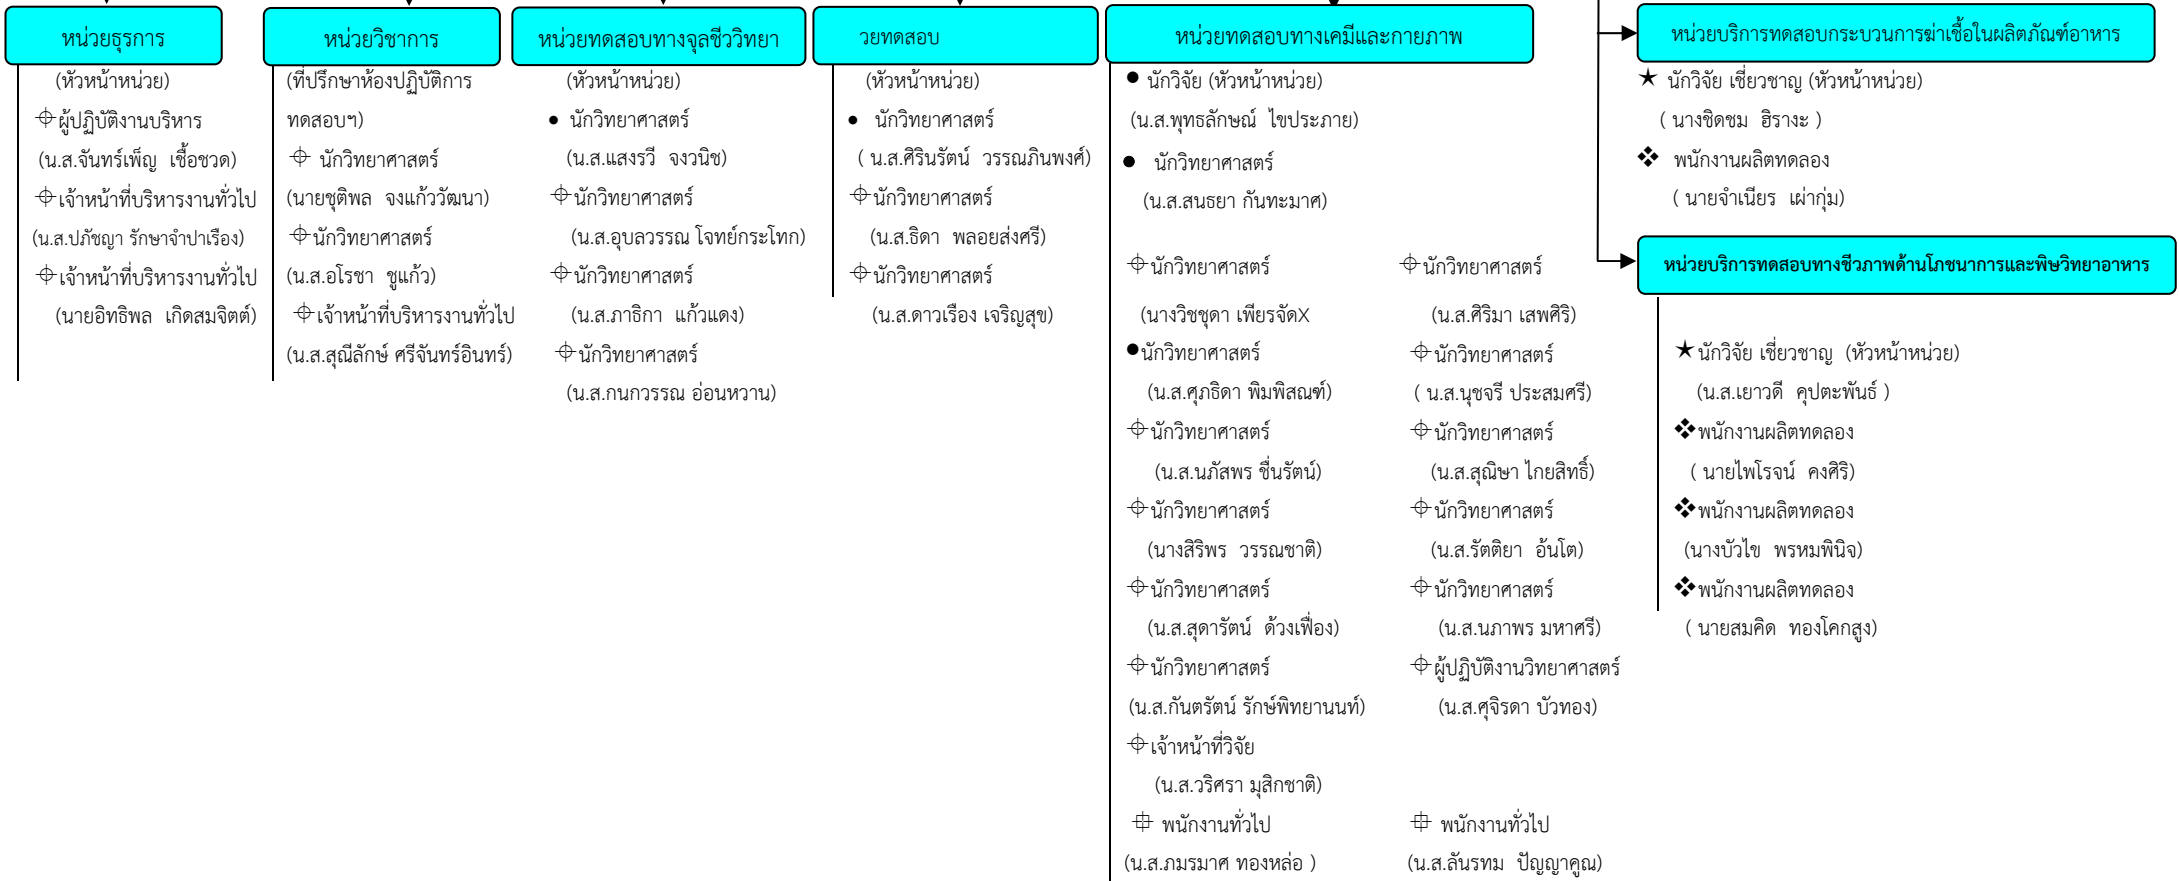 หน่วยธุรการ
(หัวหน้าหน่วย)
ผู้ปฏิบัติงานบริหาร
(น.ส.จันทร์เพ็ญ เชื้อชวด)
เจ้าหน้าที่บริหารงานทั่วไป
(น.ส.ปภัชญา รักษาจำปาเรือง)
เจ้าหน้าที่บริหารงานทั่วไป
(นายอิทธิพล เกิดสมจิตต์)
หน่วยวิชาการ
(ที่ปรึกษาห้องปฏิบัติการ
ทดสอบฯ)
นักวิทยาศาสตร์
(นายชุติพล จงแก้ววัฒนา)
นักวิทยาศาสตร์
(น.ส.อโรชา ชูแก้ว)
เจ้าหน้าที่บริหารงานทั่วไป
(น.ส.สุณีลักษ์ ศรีจันทร์อินทร์)
หน่วยทดสอบทางจุลชีววิทยา
(หัวหน้าหน่วย)
● นักวิทยาศาสตร์
(น.ส.แสงรวี จงวนิช)
นักวิทยาศาสตร์
(น.ส.อุบลวรรณ โจทย์กระโทก)
นักวิทยาศาสตร์
(น.ส.ภาธิกา แก้วแดง)
นักวิทยาศาสตร์
(น.ส.กนกวรรณ อ่อนหวาน)
วยทดสอบ
(หัวหน้าหน่วย)
● นักวิทยาศาสตร์
( น.ส.ศิรินรัตน์ วรรณภินพงศ์)
นักวิทยาศาสตร์
(น.ส.ธิดา พลอยส่งศรี)
นักวิทยาศาสตร์
(น.ส.ดาวเรือง เจริญสุข)
หน่วยทดสอบทางเคมีและกายภาพ
● นักวิจัย (หัวหน้าหน่วย)
(น.ส.พุทธลักษณ์ ไขประภาย)
● นักวิทยาศาสตร์
(น.ส.สนธยา กันทะมาศ)
นักวิทยาศาสตร์
(นางวิชชุดา เพียรจัดX
●นักวิทยาศาสตร์
(น.ส.ศุภธิดา พิมพิสณฑ์)
นักวิทยาศาสตร์
(น.ส.นภัสพร ชื่นรัตน์)
นักวิทยาศาสตร์
(นางสิริพร วรรณชาติ)
นักวิทยาศาสตร์
(น.ส.สุดารัตน์ ด้วงเฟื่อง)
นักวิทยาศาสตร์
(น.ส.กันตรัตน์ รักษ์พิทยานนท์)
เจ้าหน้าที่วิจัย
(น.ส.วริศรา มุสิกชาติ)
พนักงานทั่วไป
(น.ส.ภมรมาศ ทองหล่อ )
นักวิทยาศาสตร์
(น.ส.ศิริมา เสพศิริ)
นักวิทยาศาสตร์
( น.ส.นุชจรี ประสมศรี)
นักวิทยาศาสตร์
(น.ส.สุณิษา ไกยสิทธิ์)
นักวิทยาศาสตร์
(น.ส.รัตติยา อ้นโต)
นักวิทยาศาสตร์
(น.ส.นภาพร มหาศรี)
ผู้ปฏิบัติงานวิทยาศาสตร์
(น.ส.ศุจิรดา บัวทอง)
พนักงานทั่วไป
(น.ส.ลันรทม ปัญญาคูณ)
หน่วยบริการทดสอบกระบวนการฆ่าเชื้อในผลิตภัณฑ์อาหาร
★ นักวิจัย เชี่ยวชาญ (หัวหน้าหน่วย)
( นางชิดชม ฮิรางะ )
❖ พนักงานผลิตทดลอง
( นายจำเนียร เผ่ากุ่ม)
หน่วยบริการทดสอบทางชีวภาพด้านโภชนาการและพิษวิทยาอาหาร
★นักวิจัย เชี่ยวชาญ (หัวหน้าหน่วย)
(น.ส.เยาวดี คุปตะพันธ์ )
❖พนักงานผลิตทดลอง
( นายไพโรจน์ คงศิริ)
❖พนักงานผลิตทดลอง
(นางบัวไข พรหมพินิจ)
❖พนักงานผลิตทดลอง
( นายสมคิด ทองโคกสูง)